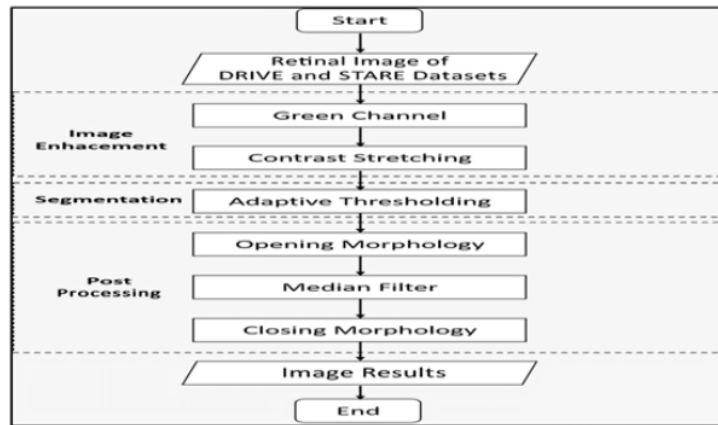 Start
Retinal Image of
DRIVE and STARE Datasets
Green Channel
Image
Enhacement
Contrast Stretching
Segmentation
Adaptive Thresholding
Opening Morphology
Post
Processing
Median Filter
Closing Morphology
Image Results
End